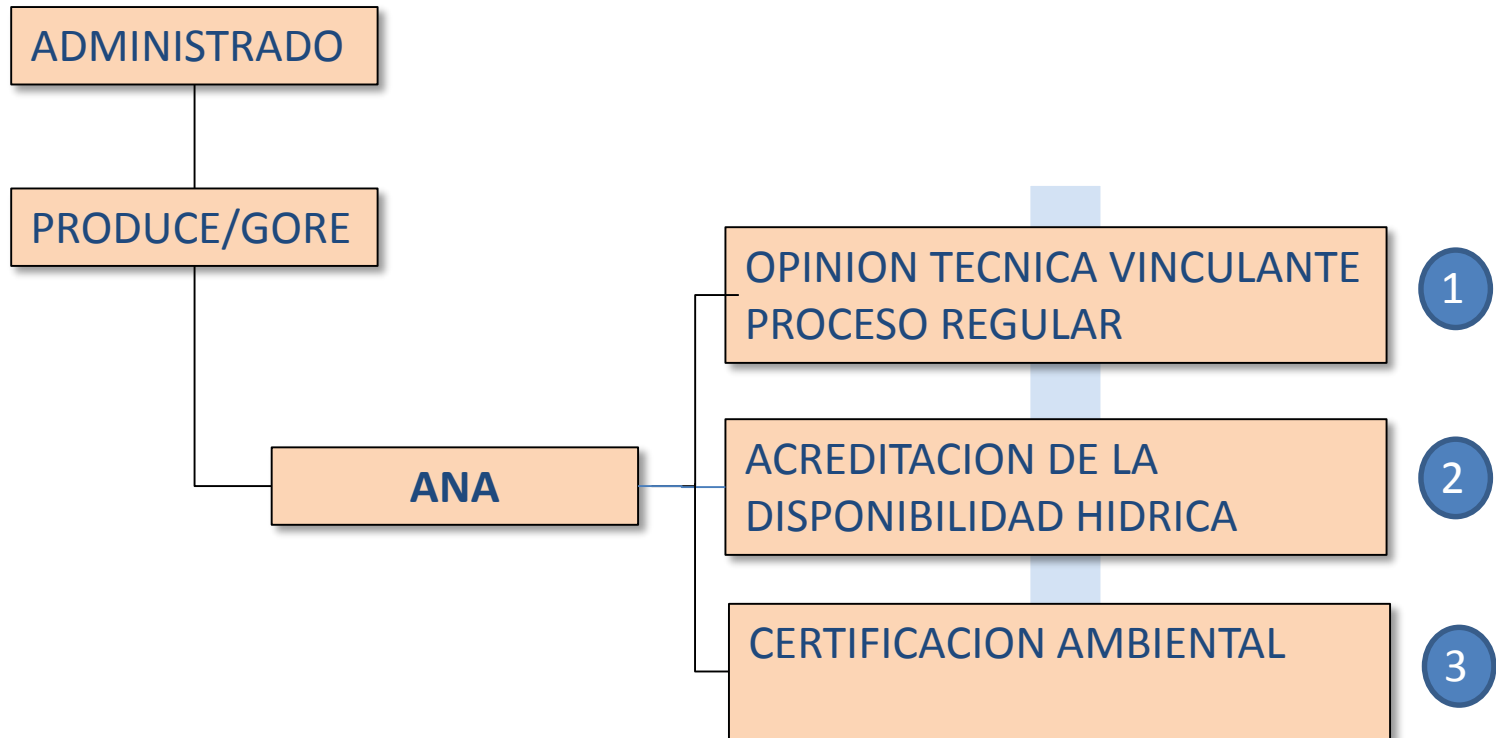 ADMINISTRADO
PRODUCE/GORE
ANA
OPINION TECNICA VINCULANTE
PROCESO REGULAR
1
ACREDITACION DE LA
DISPONIBILIDAD HIDRICA
2
CERTIFICACION AMBIENTAL
3